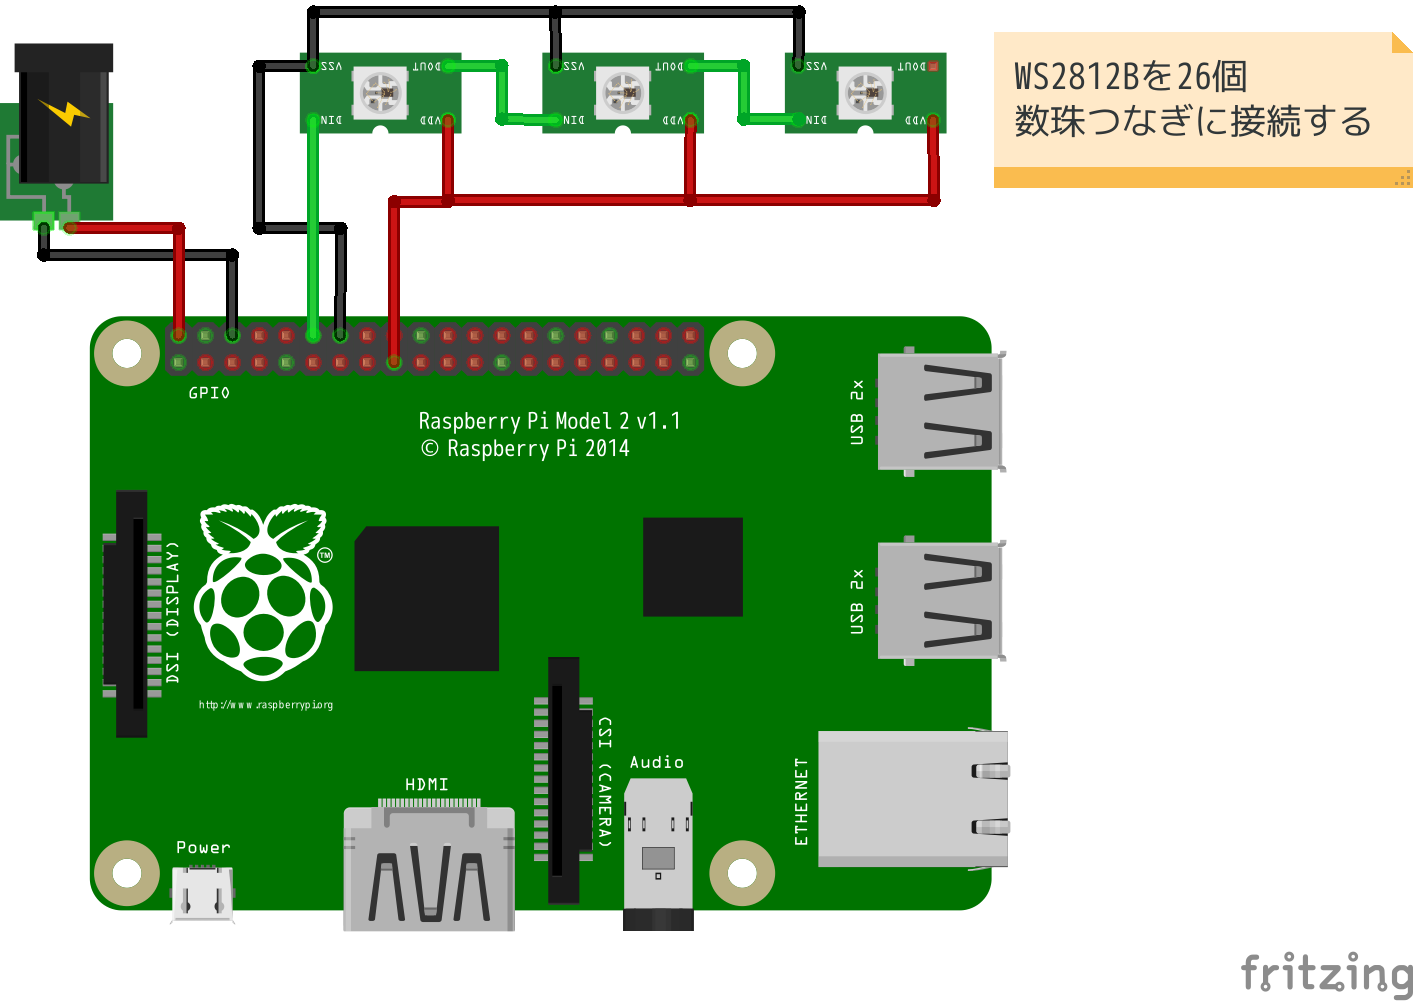 VSS
DOUT
DIN
VDD
VSS
DOUT
DIN
VDD
VSS
DOUT
DIN
VDD
WS2812Bを26個
数珠つなぎに接続する
GPIO
Raspberry Pi Model 2 v1.1
© Raspberry Pi 2014
USB 2x
USB 2x
DSI (DISPLAY)
TM
http://www.raspberrypi.org
CSI (CAMERA)
Audio
HDMI
ETHERNET
Power
fritzing